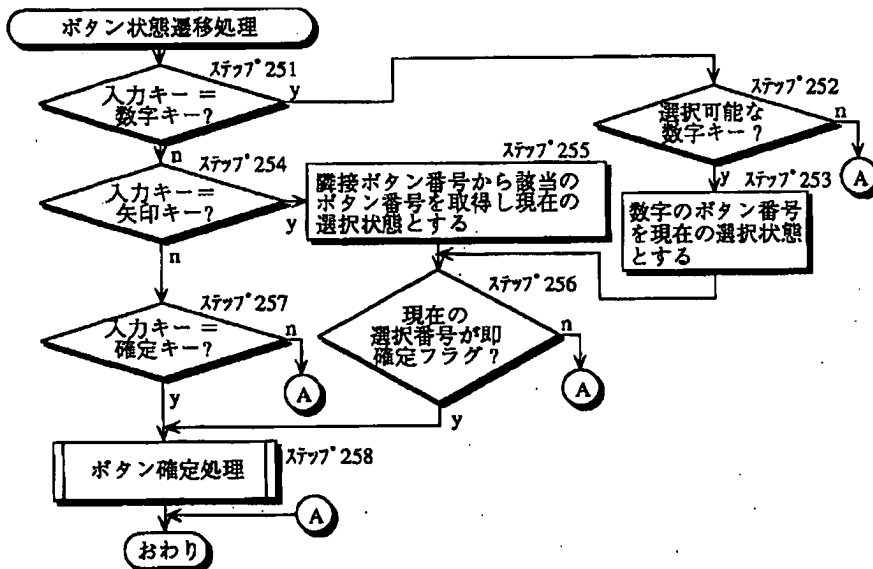 ボタン状態遷移処理
ステップ251
入力キー＝
数字キー？
y
n
ステップ252
選択可能な
数字キー？
n
y
A
ステップ253
数字のボタン番号
を現在の選択状態
とする
ステップ254
入力キー＝
矢印キー？
y
n
ステップ255
隣接ボタン番号から該当の
ボタン番号を取得し現在の
選択状態とする
ステップ256
現在の
選択番号が即
確定フラグ？
n
y
A
ステップ257
入力キー＝
確定キー？
n
y
A
ステップ258
ボタン確定処理
A
おわり